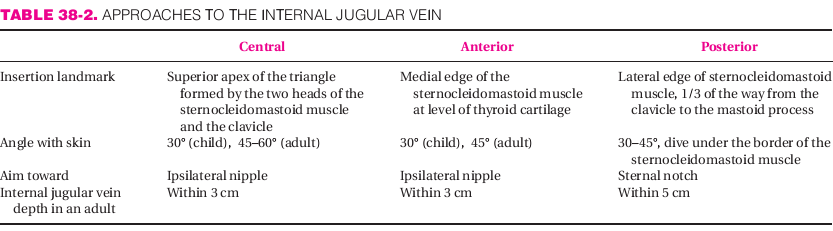 TABLE 38-2. APPROACHES TO THE INTERNAL JUGULAR VEIN
Central Anterior Posterior
Insertion landmark Superior apex of the triangle Medial edge of the Lateral edge of sternocleidomastoid
formed by the two heads of the sternocleidomastoid muscle muscle, 1/3 of the way from the
sternocleidomastoid muscle at level of thyroid cartilage clavicle to the mastoid process
and the clavicle
Angle with skin 30° (child), 45–60° (adult) 30° (child), 45° (adult) 30–45°, dive under the border of the
sternocleidomastoid muscle
Aim toward Ipsilateral nipple Ipsilateral nipple Sternal notch
Internal jugular vein Within 3 cm Within 3 cm Within 5 cm
depth in an adult